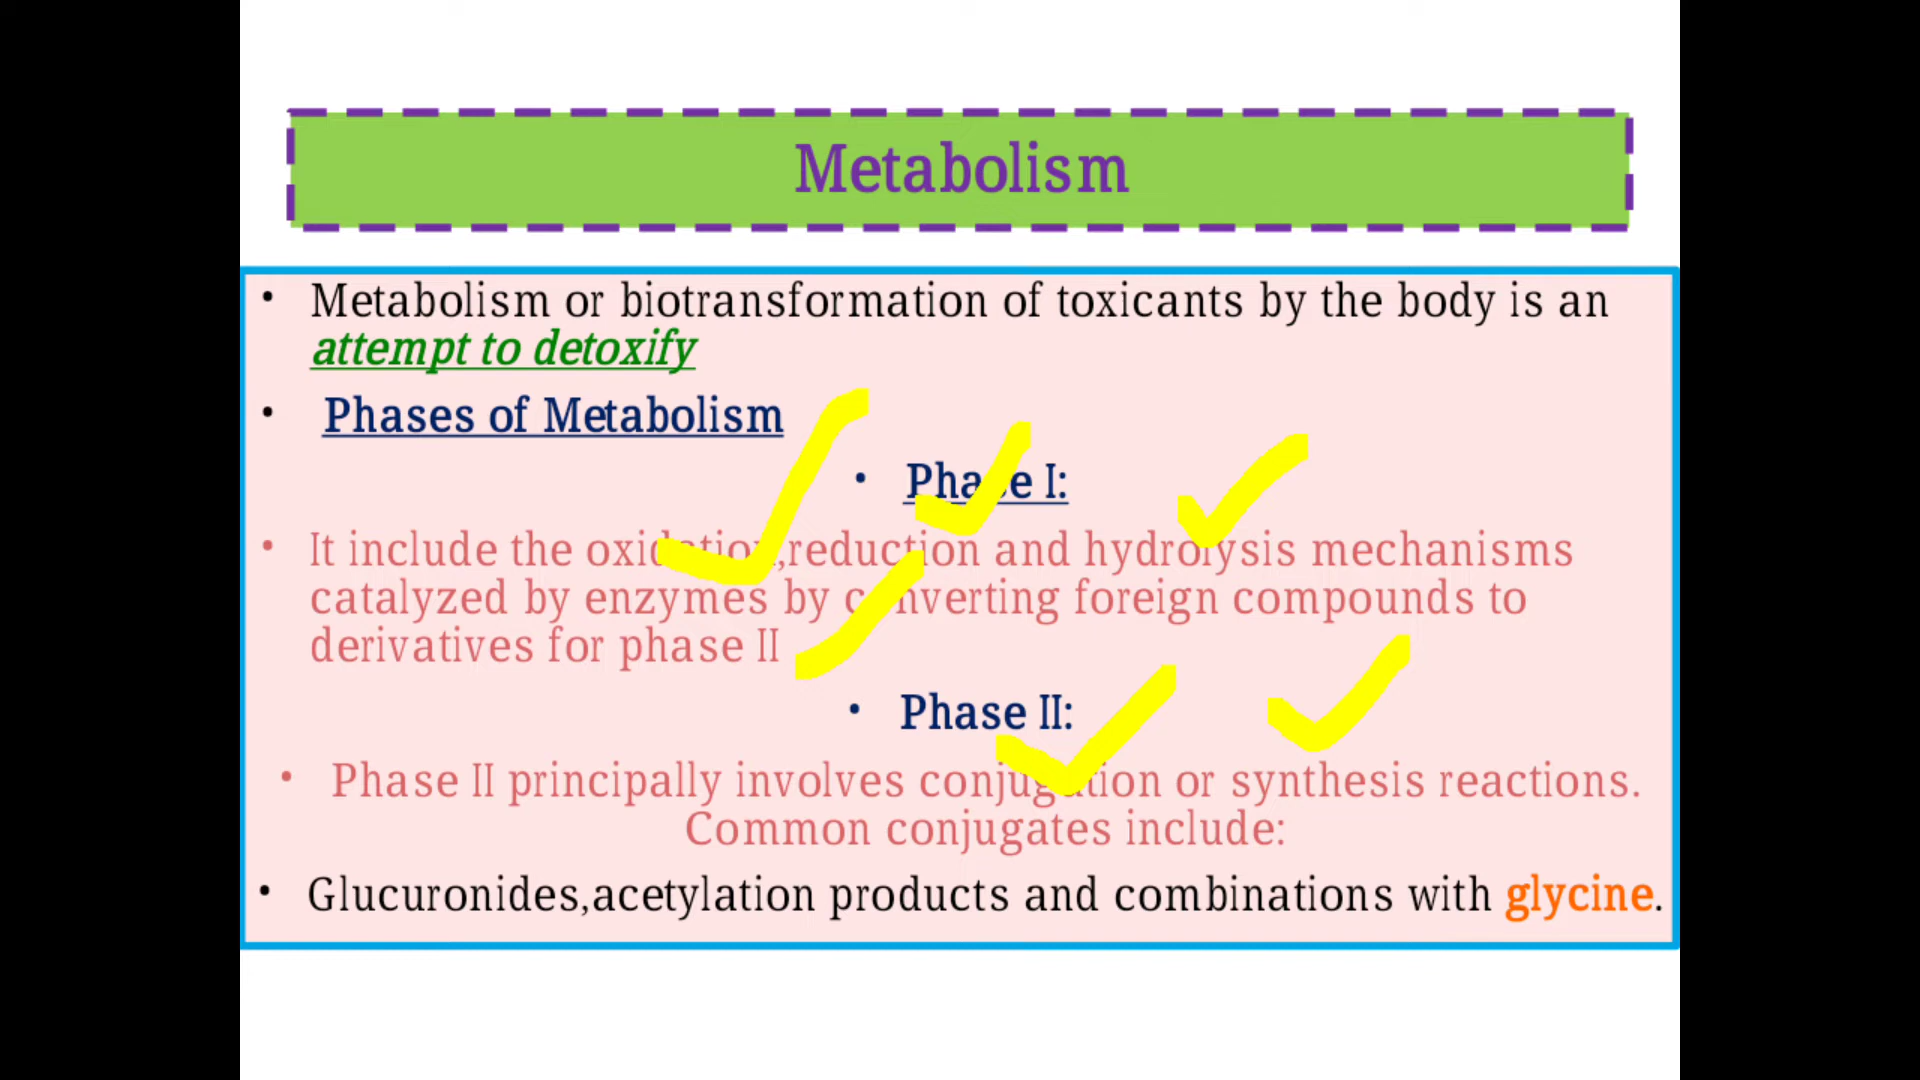 Metabolism
• Metabolism or biotransformation of toxicants by the body is an
attempt to detoxify
• Phases of Metabolism
• Phase I:
• It include the oxidation,reduction and hydrolysis mechanisms
catalyzed by enzymes by converting foreign compounds to
derivatives for phase II
• Phase II:
• Phase II principally involves conjugation or synthesis reactions.
Common conjugates include:
• Glucuronides,acetylation products and combinations with glycine.